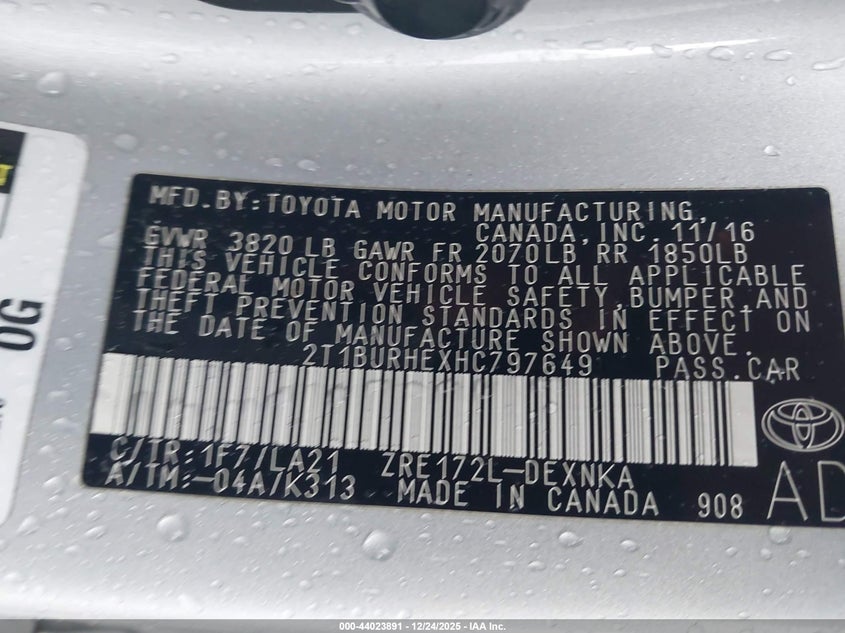 MFD.BY:TOYOTA MOTOR MANUFACTURING,
CANADA,INC.11/16
GVWR 3820LB GAWR FR 2070LB RR 1850LB
THIS VEHICLE CONFORMS TO ALL APPLICABLE
FEDERAL MOTOR VEHICLE SAFETY,BUMPER,AND
THEFT PREVENTION STANDARDS IN EFFECT ON
THE DATE OF MANUFACTURE SHOWN ABOVE.
2T1BURHEXHC797649 PASS.CAR
C/TR:1F7/LA21 ZRE172L-DEXNKA
A/TM:-04A/K313 MADE IN CANADA 908
AD
OG
000-44023891 - 12/24/2025 - IAA Inc.